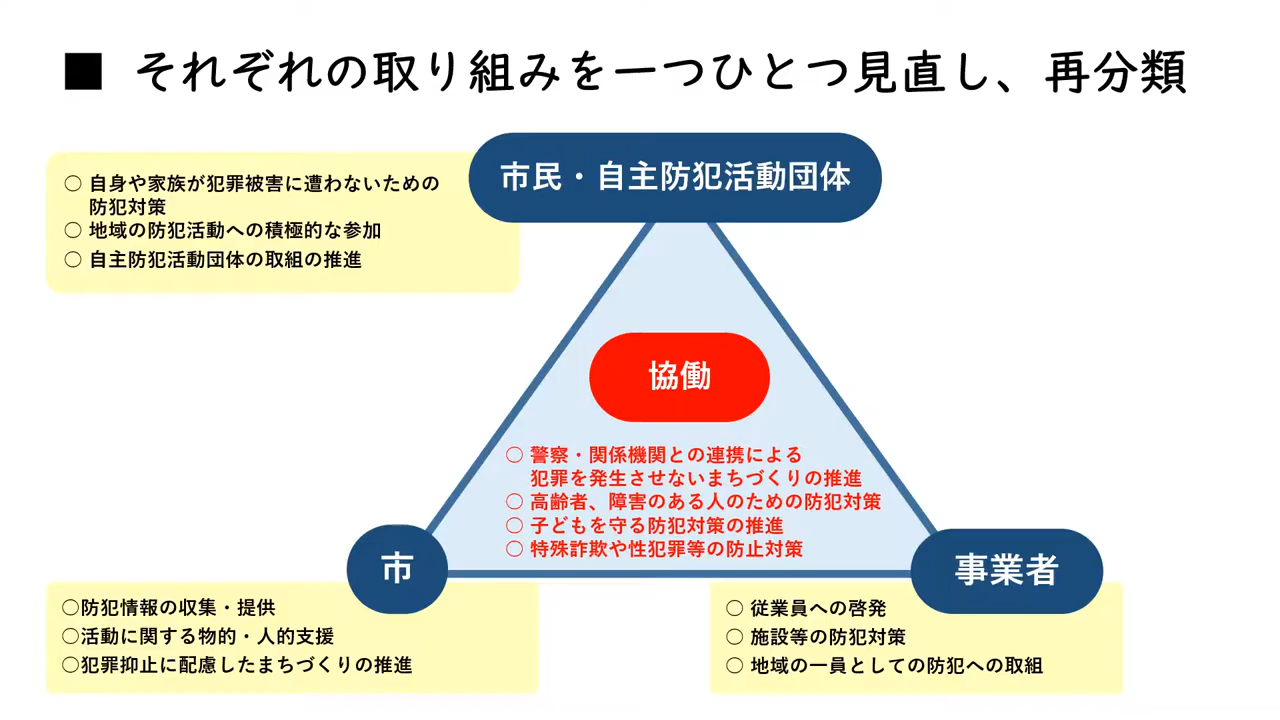 ■ それぞれの取り組みを一つひとつ見直し、再分類
市民・自主防犯活動団体
○ 自身や家族が犯罪被害に遭わないための
防犯対策
○ 地域の防犯活動への積極的な参加
○ 自主防犯活動団体の取組の推進
協働
○ 警察・関係機関との連携による
犯罪を発生させないまちづくりの推進
○ 高齢者、障害のある人のための防犯対策
○ 子どもを守る防犯対策の推進
○ 特殊詐欺や性犯罪等の防止対策
市
○防犯情報の収集・提供
○活動に関する物的・人的支援
○犯罪抑止に配慮したまちづくりの推進
事業者
○ 従業員への啓発
○ 施設等の防犯対策
○ 地域の一員としての防犯への取組